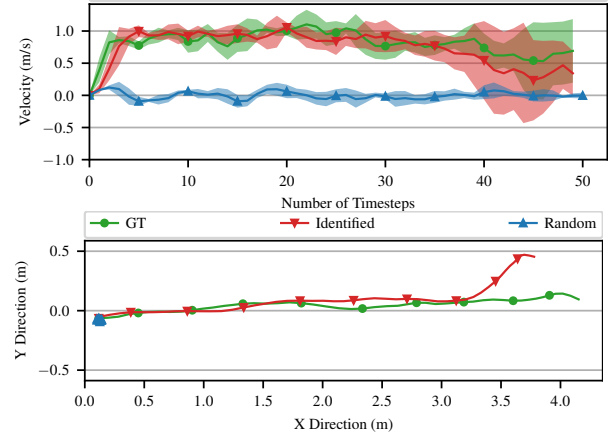 1.0
0.5
0.0
−0.5
−1.0
Velocity (m/s)
0 10 20 30 40 50
Number of Timesteps
GT Identified Random
0.5
0.0
−0.5
Y Direction (m)
0.0 0.5 1.0 1.5 2.0 2.5 3.0 3.5 4.0
X Direction (m)